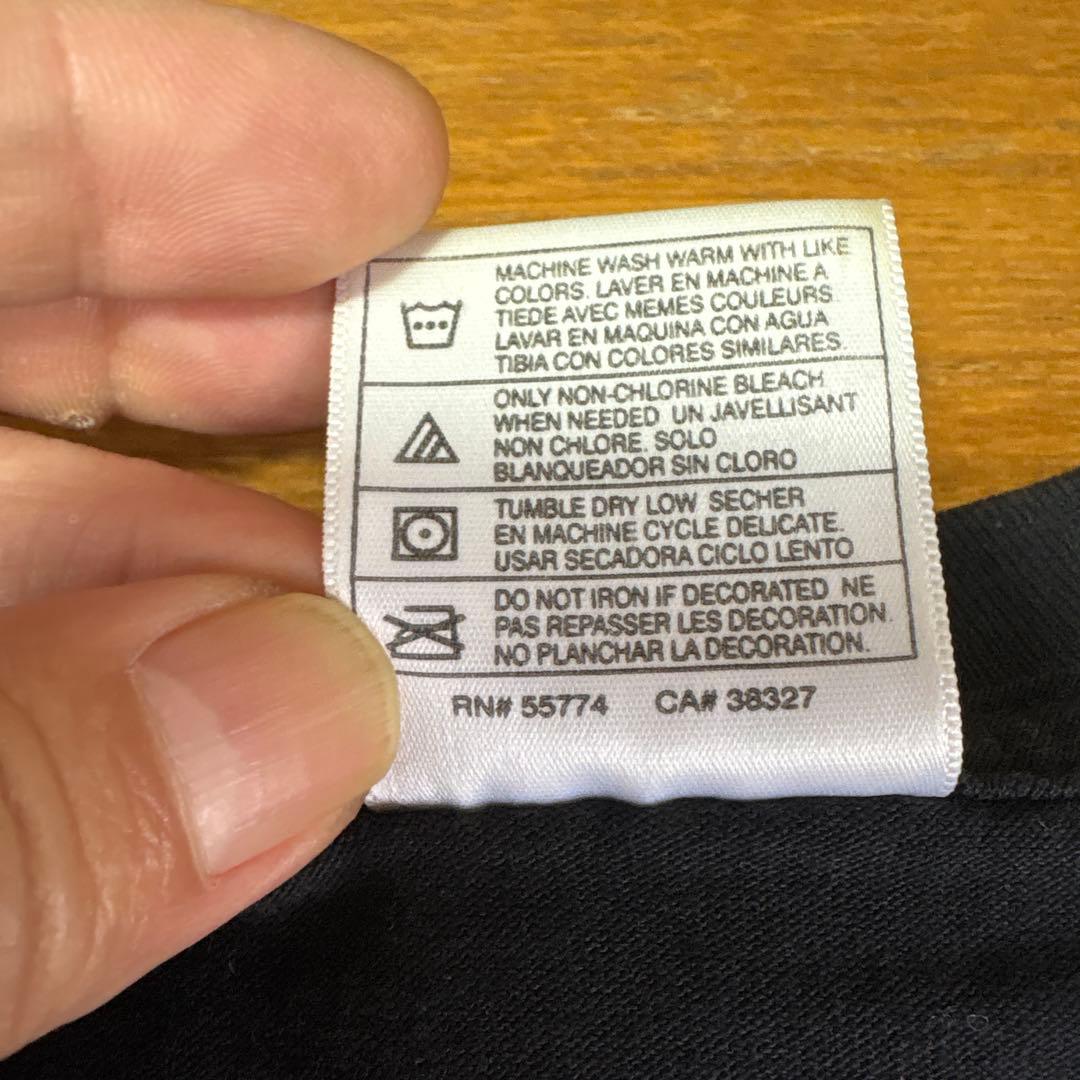 MACHINE WASH WARM WITH LIKE
COLORS. LAVER EN MACHINE A
TIEDE AVEC MEMES COULEURS.
LAVAR EN MAQUINA CON AGUA
TIBIA CON COLORES SIMILARES.
ONLY NON-CHLORINE BLEACH
WHEN NEEDED UN JAVELLISANT
NON CHLORE. SOLO
BLANQUEADOR SIN CLORO
TUMBLE DRY LOW SECHER
EN MACHINE CYCLE DELICATE.
USAR SECADORA CICLO LENTO
DO NOT IRON IF DECORATED NE
PAS REPASSER LES DECORATION.
NO PLANCHAR LA DECORATION.
RN# 55774 CA# 38327